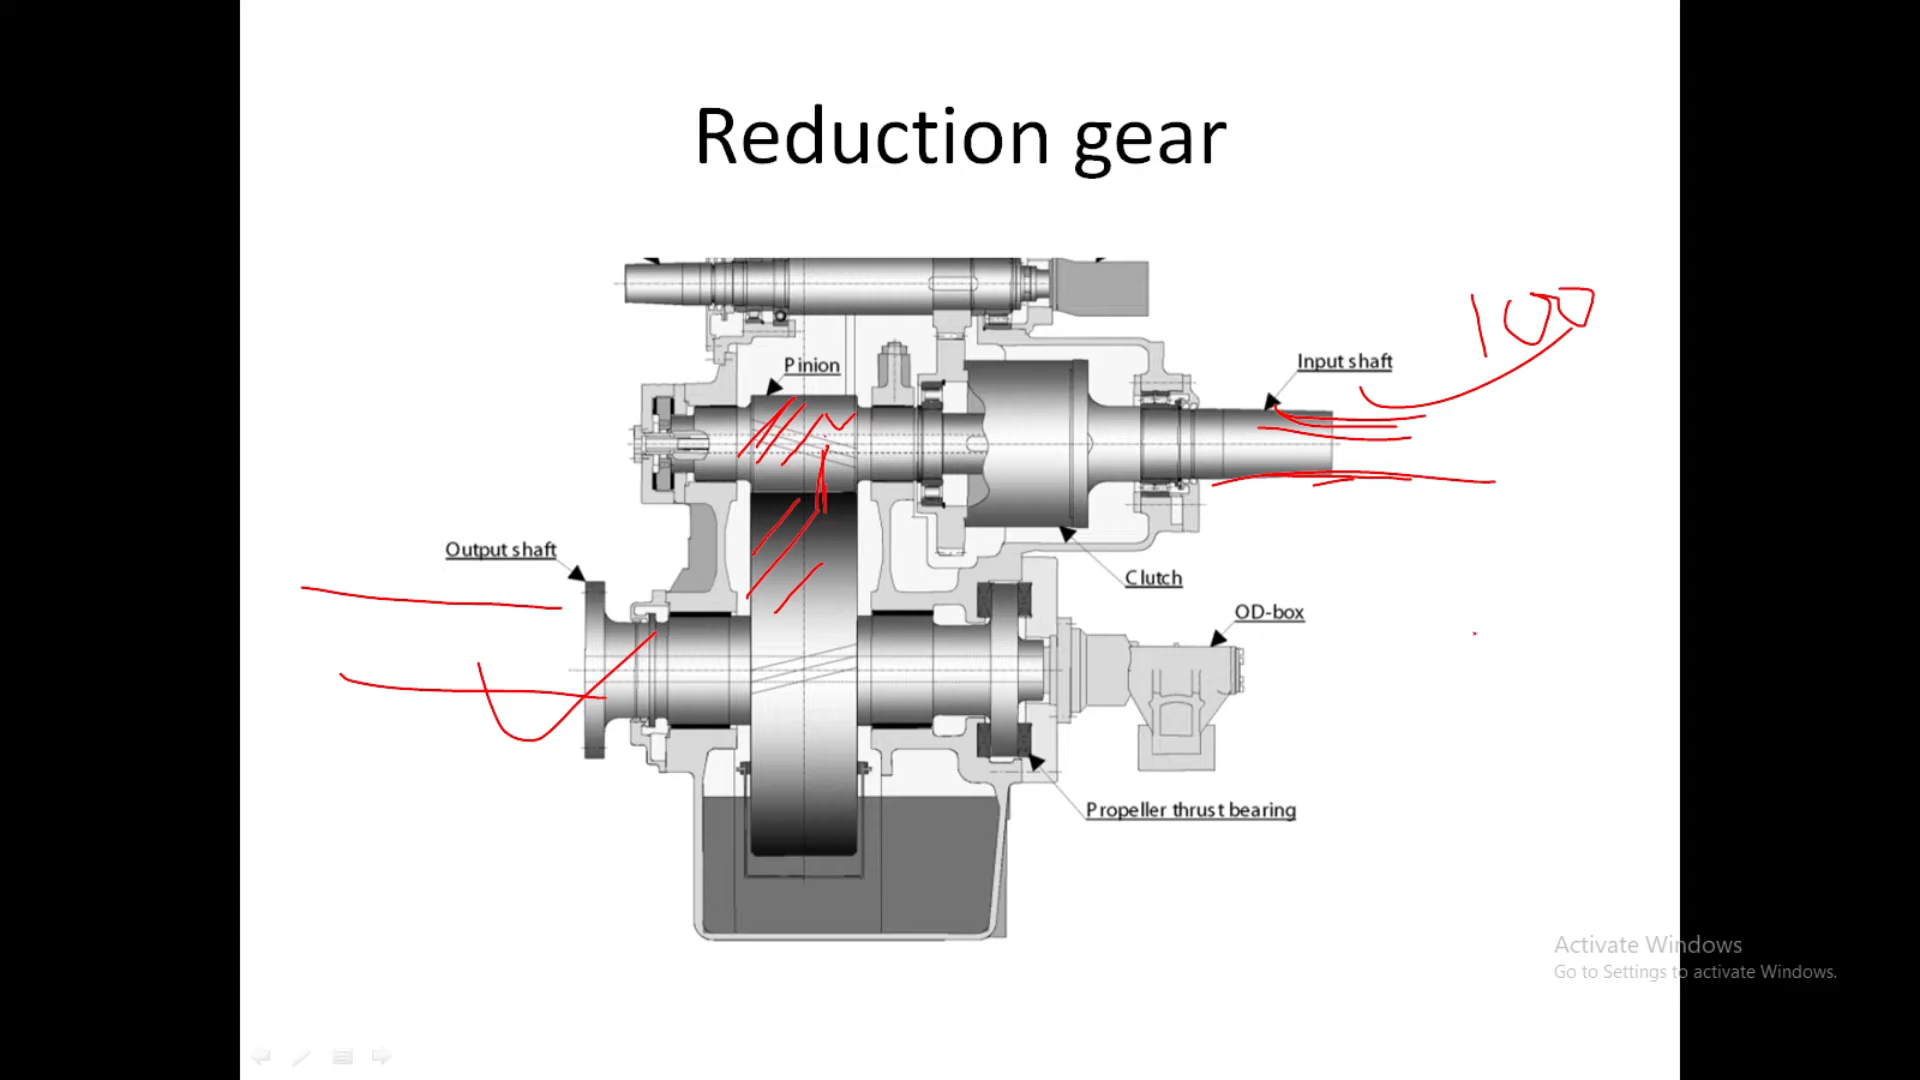 Reduction gear
100
Pinion
Input shaft
Output shaft
Clutch
OD-box
Propeller thrust bearing
Activate Windows
Go to Settings to activate Windows.